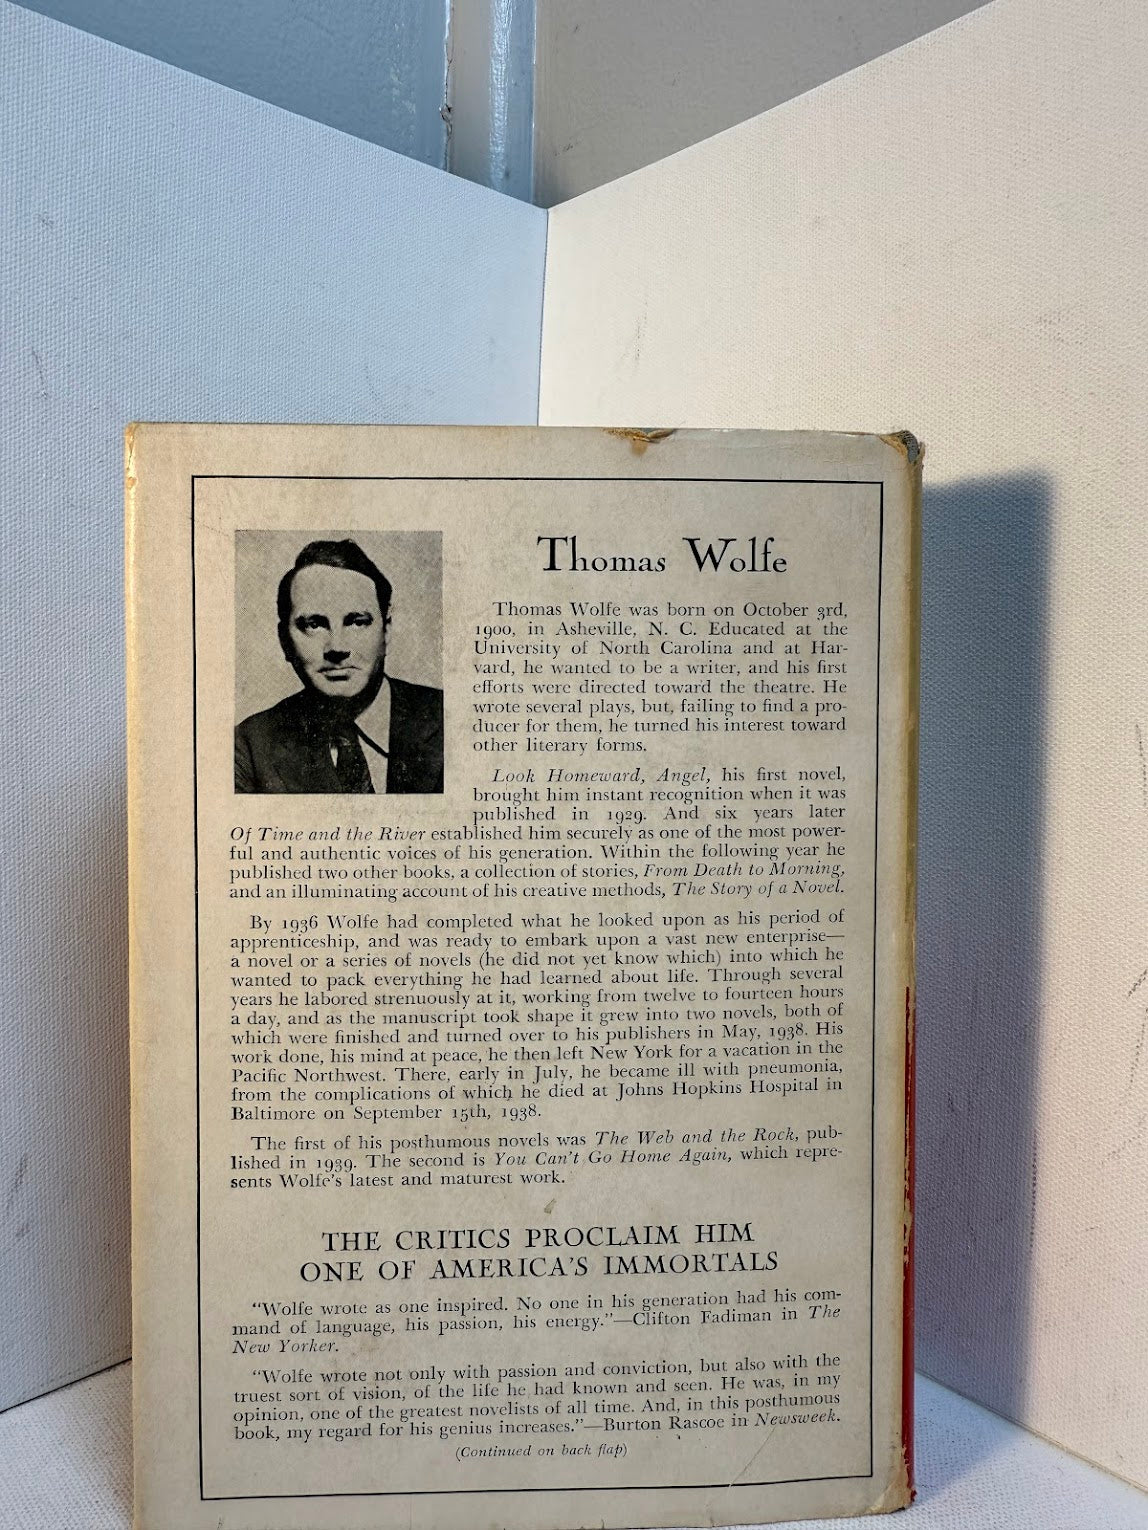 Thomas Wolfe
Thomas Wolfe was born on October 3rd,
1900, in Asheville, N. C. Educated at the
University of North Carolina and at Har-
vard, he wanted to be a writer, and his first
efforts were directed toward the theatre. He
wrote several plays, but, failing to find a pro-
ducer for them, he turned his interest toward
other literary forms.
Look Homeward, Angel, his first novel,
brought him instant recognition when it was
published in 1929. And six years later
Of Time and the River established him securely as one of the most power-
ful and authentic voices of his generation. Within the following year he
published two other books, a collection of stories, From Death to Morning,
and an illuminating account of his creative methods, The Story of a Novel.
By 1936 Wolfe had completed what he looked upon as his period of
apprenticeship, and was ready to embark upon a vast new enterprise—
a novel or a series of novels (he did not yet know which) into which he
wanted to pack everything he had learned about life. Through several
years he labored strenuously at it, working from twelve to fourteen hours
a day, and as the manuscript took shape it grew into two novels, both of
which were finished and turned over to his publishers in May, 1938. His
work done, his mind at peace, he then left New York for a vacation in the
Pacific Northwest. There, early in July, he became ill with pneumonia,
from the complications of which he died at Johns Hopkins Hospital in
Baltimore on September 15th, 1938.
The first of his posthumous novels was The Web and the Rock, pub-
lished in 1939. The second is You Can't Go Home Again, which repre-
sents Wolfe's latest and maturest work.
THE CRITICS PROCLAIM HIM
ONE OF AMERICA'S IMMORTALS
"Wolfe wrote as one inspired. No one in his generation had his com-
mand of language, his passion, his energy."—Clifton Fadiman in The
New Yorker.
"Wolfe wrote not only with passion and conviction, but also with the
truest sort of vision, of the life he had known and seen. He was, in my
opinion, one of the greatest novelists of all time. And, in this posthumous
book, my regard for his genius increases."—Burton Rascoe in Newsweek.
(Continued on back flap)